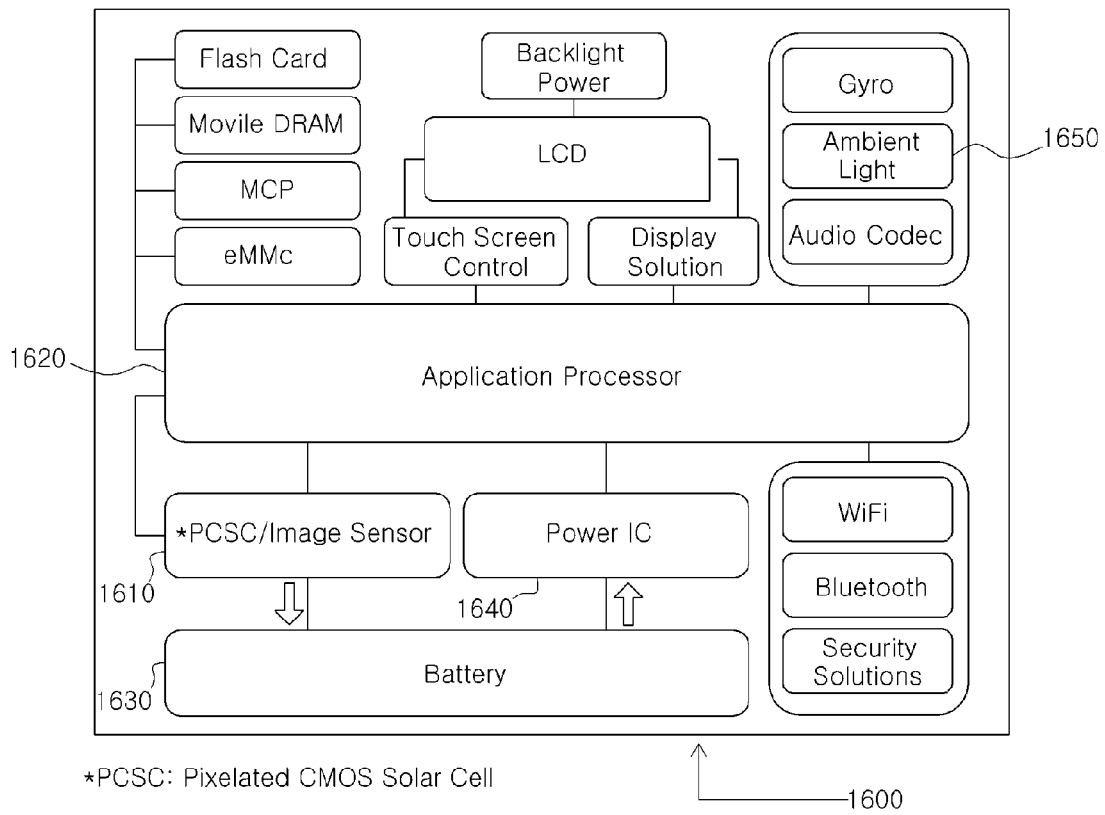 Flash Card
Movile DRAM
MCP
eMMc
Backlight
Power
LCD
Touch Screen
Control
Display
Solution
Gyro
Ambient
Light
Audio Codec
1650
1620
Application Processor
*PCSC/Image Sensor
Power IC
1610
1640
Battery
1630
WiFi
Bluetooth
Security
Solutions
*PCSC: Pixelated CMOS Solar Cell
1600